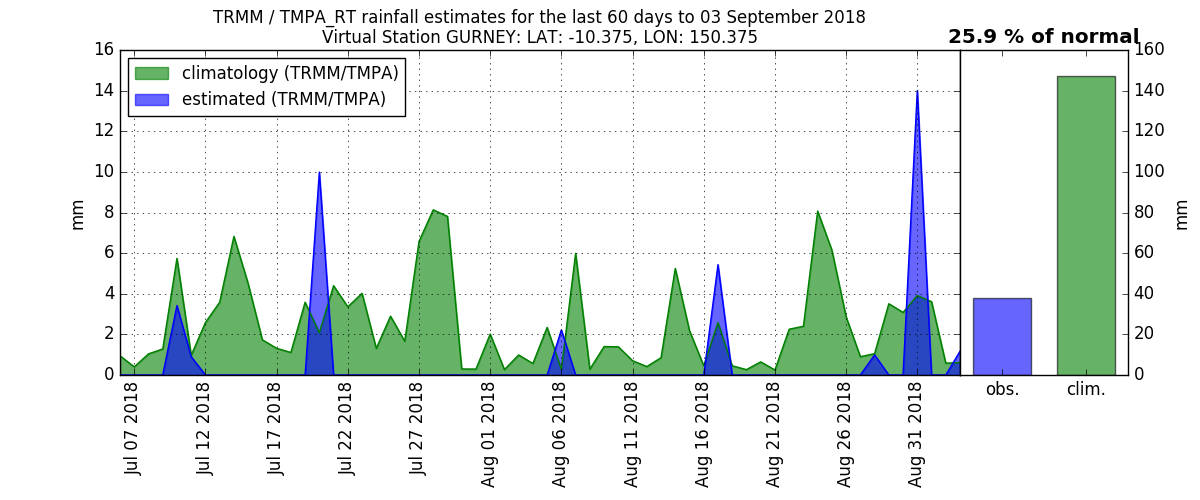 TRMM / TMPA_RT rainfall estimates for the last 60 days to 03 September 2018
Virtual Station GURNEY: LAT: -10.375, LON: 150.375
25.9 % of normal
climatology (TRMM/TMPA)
estimated (TRMM/TMPA)
16
14
12
10
8
6
4
2
0
mm
Jul 07 2018
Jul 12 2018
Jul 17 2018
Jul 22 2018
Jul 27 2018
Aug 01 2018
Aug 06 2018
Aug 11 2018
Aug 16 2018
Aug 21 2018
Aug 26 2018
Aug 31 2018
obs.
clim.
160
140
120
100
80
60
40
20
0
mm